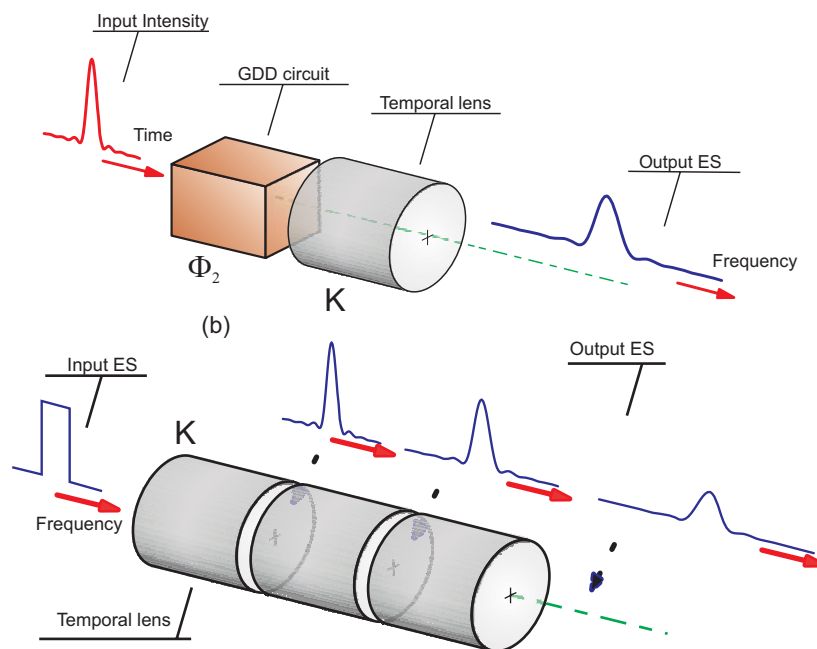 Input Intensity
GDD circuit
Temporal lens
Time
Output ES
Frequency
Φ₂
K
(b)
Input ES
Output ES
K
Frequency
Temporal lens